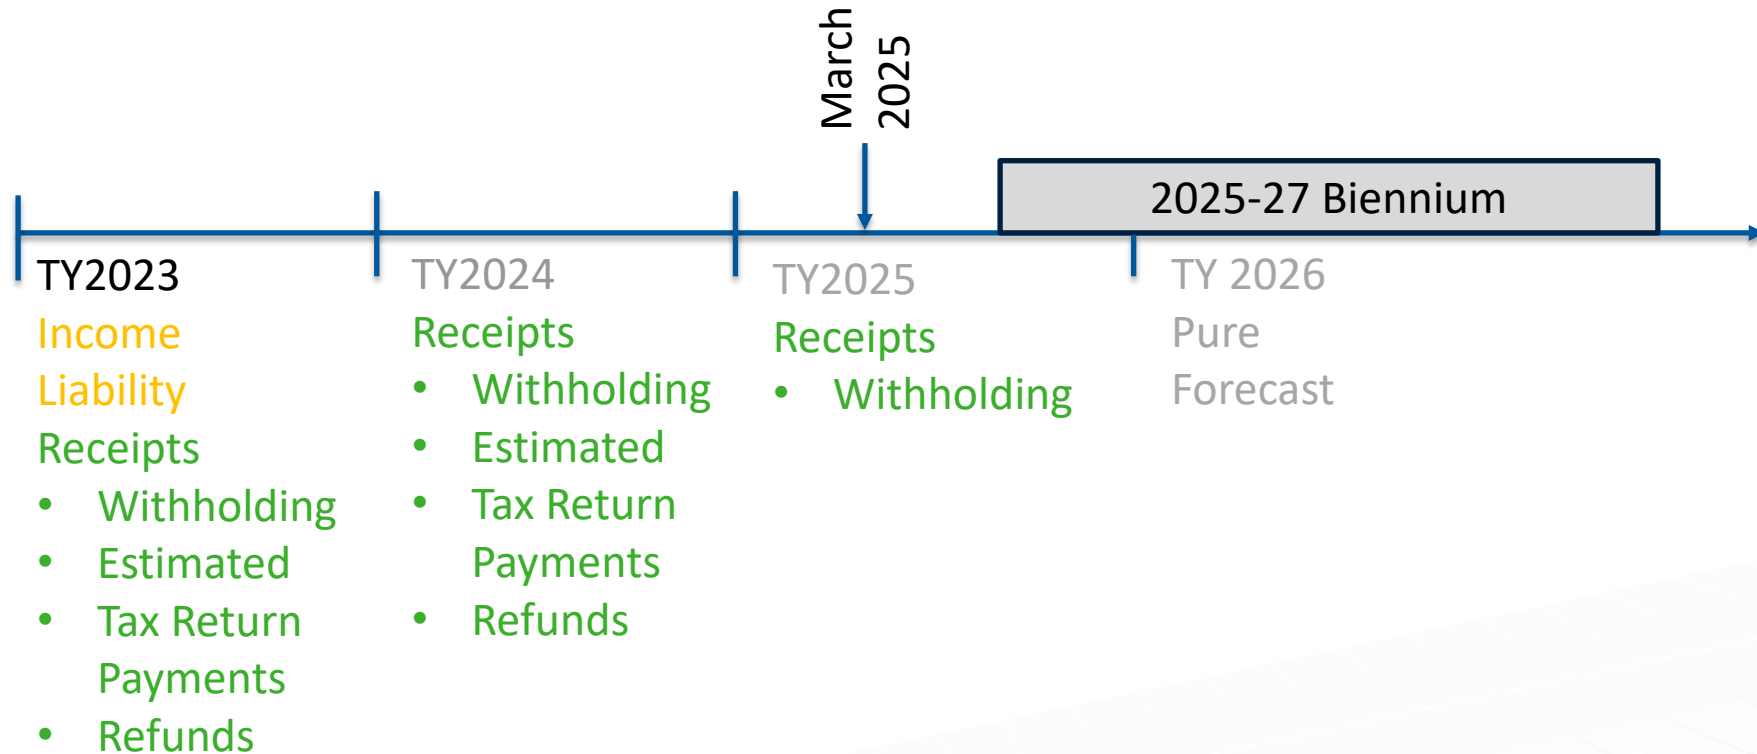 March
2025
2025-27 Biennium
TY2023
Income
Liability
Receipts
• Withholding
• Estimated
• Tax Return
Payments
• Refunds
TY2024
Receipts
• Withholding
• Estimated
• Tax Return
Payments
• Refunds
TY2025
Receipts
• Withholding
TY 2026
Pure
Forecast